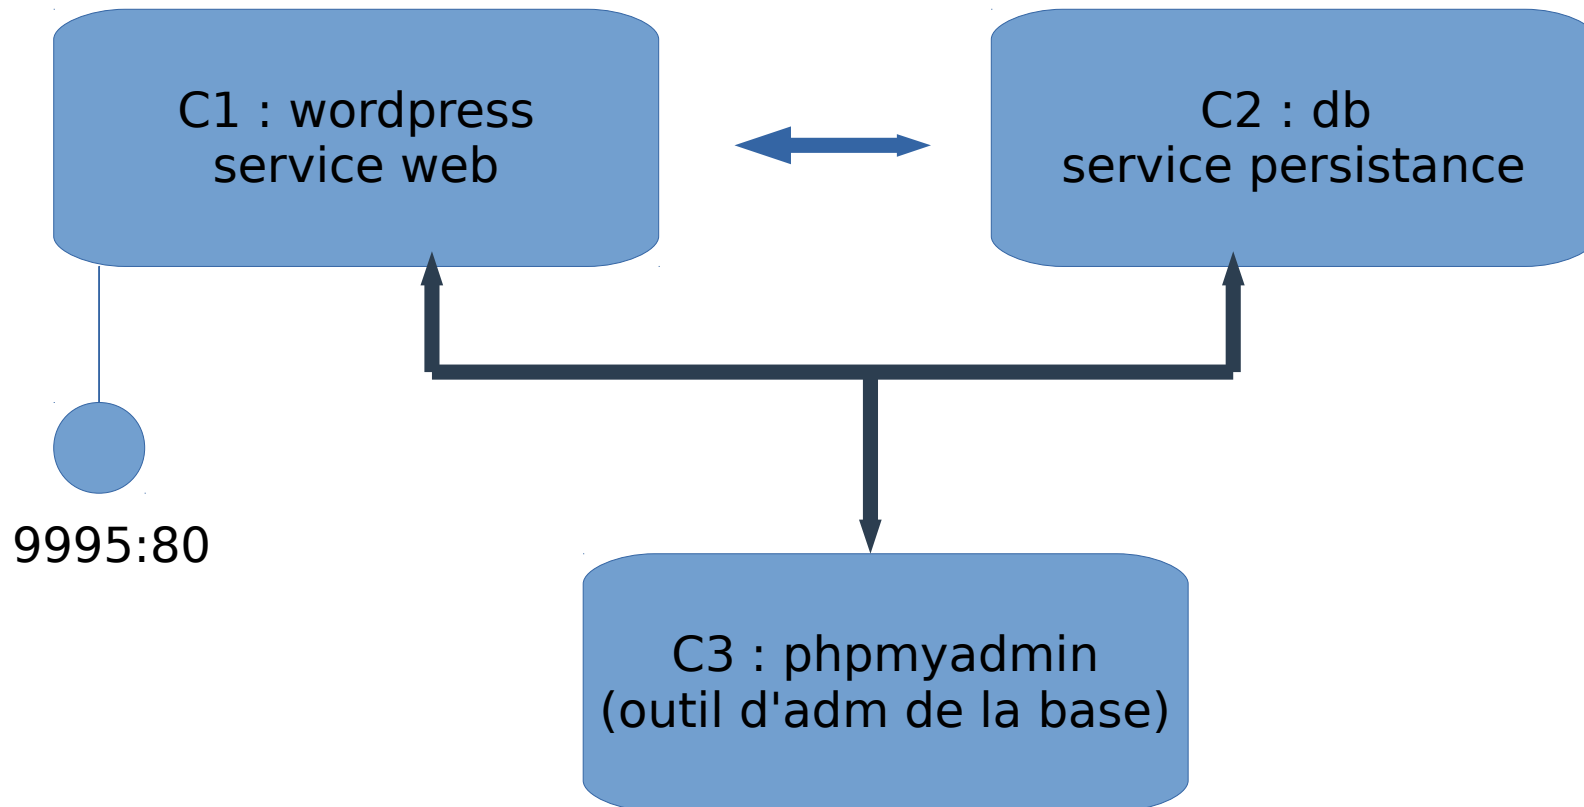 C1 : wordpress
service web
C2 : db
service persistance
9995:80
C3 : phpmyadmin
(outil d'adm de la base)